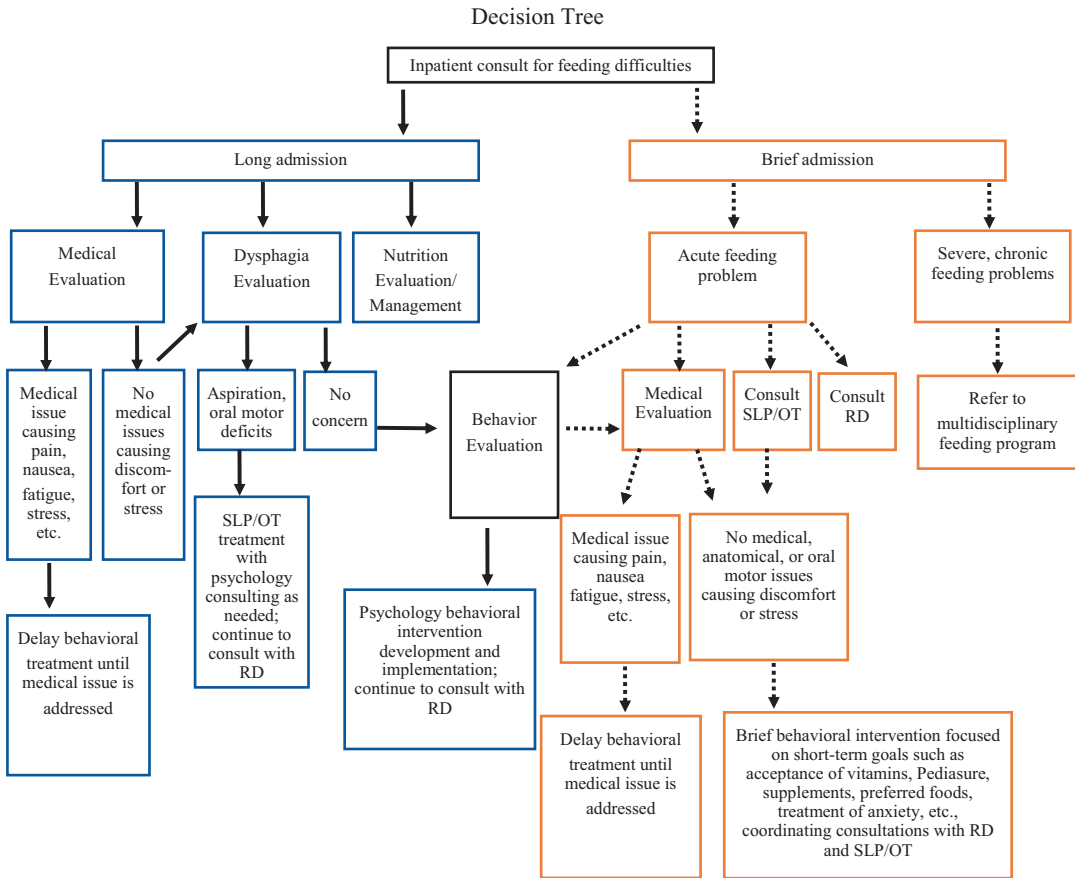 Decision Tree
Inpatient consult for feeding difficulties
Long admission
Brief admission
Medical
Evaluation
Dysphagia
Evaluation
Nutrition
Evaluation/
Management
Acute feeding
problem
Severe, chronic
feeding problems
Medical
issue
causing
pain,
nausea,
fatigue,
stress,
etc.
No
medical
issues
causing
discom-
fort or
stress
Aspiration,
oral motor
deficits
No
concern
Behavior
Evaluation
Medical
Evaluation
Consult
SLP/OT
Consult
RD
Refer to
multidisciplinary
feeding program
SLP/OT
treatment
with
psychology
consulting as
needed;
continue to
consult with
RD
Medical issue
causing pain,
nausea
fatigue, stress,
etc.
No medical,
anatomical, or oral
motor issues
causing discomfort
or stress
Delay behavioral
treatment until
medical issue is
addressed
Psychology behavioral
intervention
development and
implementation;
continue to consult with
RD
Delay behavioral
treatment until
medical issue is
addressed
Brief behavioral intervention focused
on short-term goals such as
acceptance of vitamins, Pediasure,
supplements, preferred foods,
treatment of anxiety, etc.,
coordinating consultations with RD
and SLP/OT